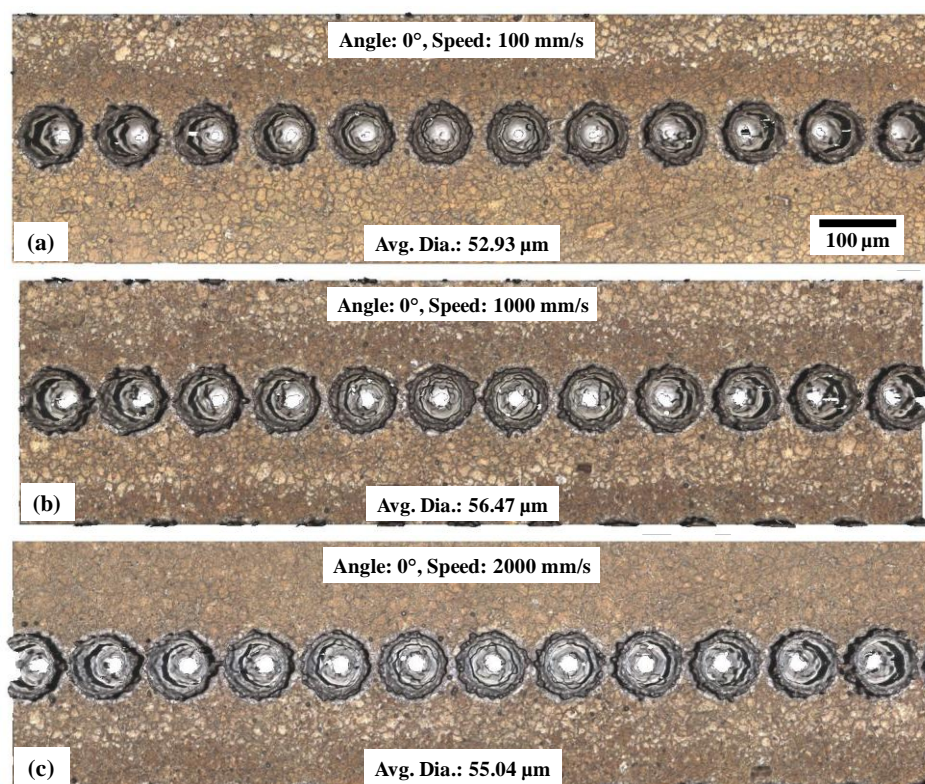 Angle: 0°, Speed: 100 mm/s
(a)
Avg. Dia.: 52.93 µm
100 µm
Angle: 0°, Speed: 1000 mm/s
(b)
Avg. Dia.: 56.47 µm
Angle: 0°, Speed: 2000 mm/s
(c)
Avg. Dia.: 55.04 µm